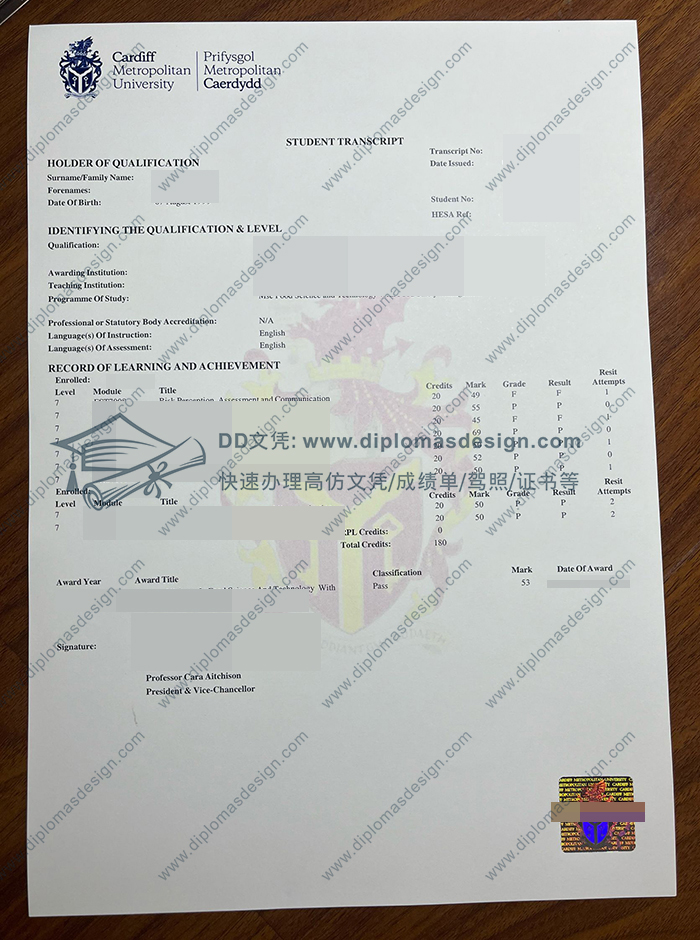 Cardiff
Metropolitan
University
Prifysgol
Metropolitan
Caerdydd
STUDENT TRANSCRIPT
Transcript No:
Date Issued:
HOLDER OF QUALIFICATION
Surname/Family Name:
Forenames:
Date Of Birth:
Student No:
HESA Ref:
IDENTIFYING THE QUALIFICATION & LEVEL
Qualification:
Awarding Institution:
Teaching Institution:
Programme Of Study: MSc Food Science and Technology
Professional or Statutory Body Accreditation: N/A
Language(s) Of Instruction: English
Language(s) Of Assessment: English
RECORD OF LEARNING AND ACHIEVEMENT
Enrolled:
Level Module Title Credits Mark Grade Result Resit Attempts
7 Risk Perception, Assessment and Communication 20 49 F F 1
7 20 55 P P 0
7 20 45 F F 1
7 20 69 P P 0
7 P P 1
7 20 52 P P 0
7 20 50 P P 1
DD文凭: www.diplomasdesign.com
快速办理高仿文凭/成绩单/驾照/证书等
Enrolled:
Level Module Title Credits Mark Grade Result Resit Attempts
7 20 50 P P 2
7 20 50 P P 2
:PL Credits: 0
Total Credits: 180
Award Year Award Title Classification Mark Date Of Award
Science And Technology With Pass 53
Signature:
Professor Cara Aitchison
President & Vice-Chancellor
CARDIFF METROPOLITAN UNIVERSITY
www.diplomasdesign.com